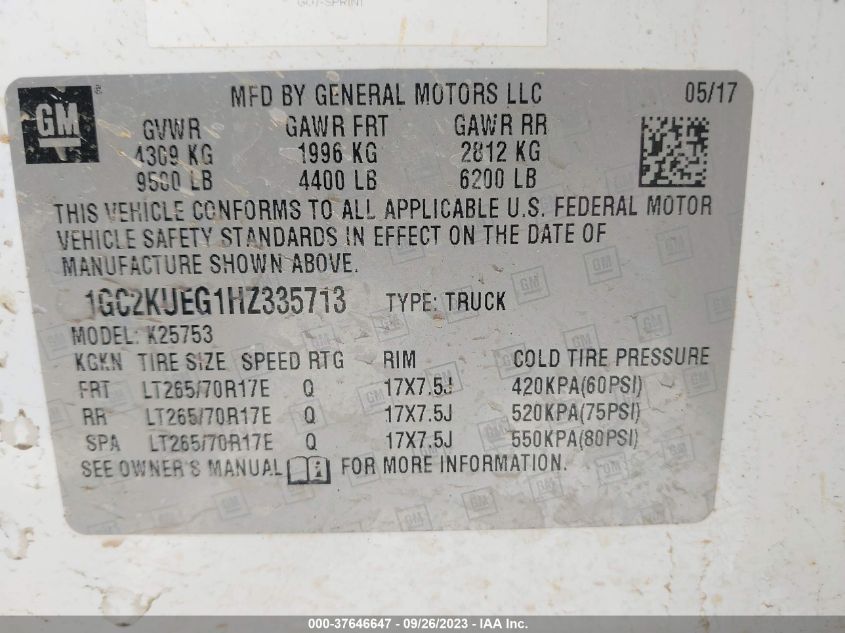 GM ®
MFD BY GENERAL MOTORS LLC 05/17
GVWR GAWR FRT GAWR RR
4309 KG 1996 KG 2812 KG
9500 LB 4400 LB 6200 LB
THIS VEHICLE CONFORMS TO ALL APPLICABLE U.S. FEDERAL MOTOR
VEHICLE SAFETY STANDARDS IN EFFECT ON THE DATE OF
MANUFACTURE SHOWN ABOVE.
1GC2KUEG1HZ335713 TYPE: TRUCK
MODEL: K25753
KGKN TIRE SIZE SPEED RTG RIM COLD TIRE PRESSURE
FRT LT265/70R17E Q 17X7.5J 420KPA(60PSI)
RR LT265/70R17E Q 17X7.5J 520KPA(75PSI)
SPA LT265/70R17E Q 17X7.5J 550KPA(80PSI)
SEE OWNER'S MANUAL FOR MORE INFORMATION.
000-37646647 - 09/26/2023 - IAA Inc.